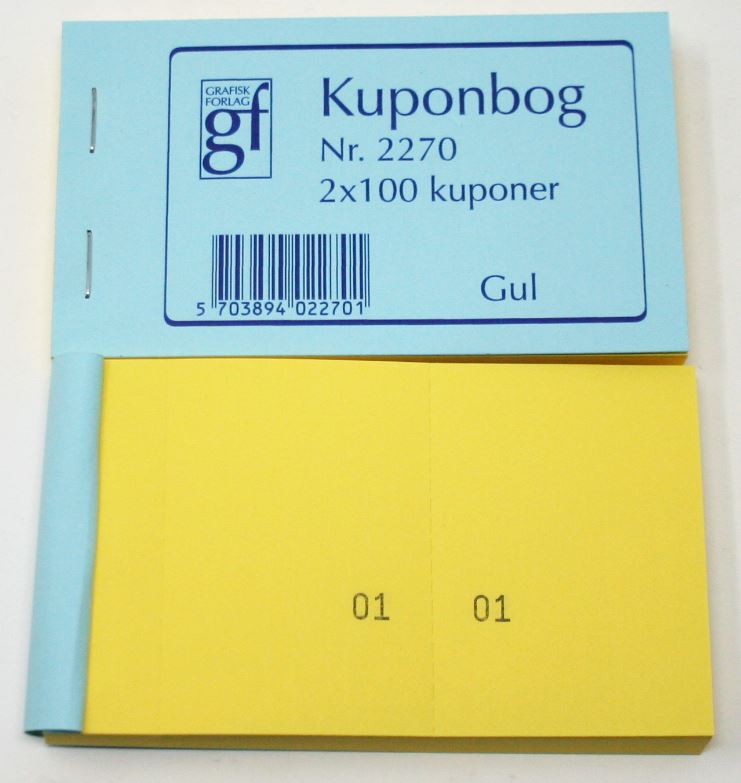 GRAFISK
FORLAG
gf
Kuponbog
Nr. 2270
2x100 kuponer
5 703894 022701
Gul
01 01